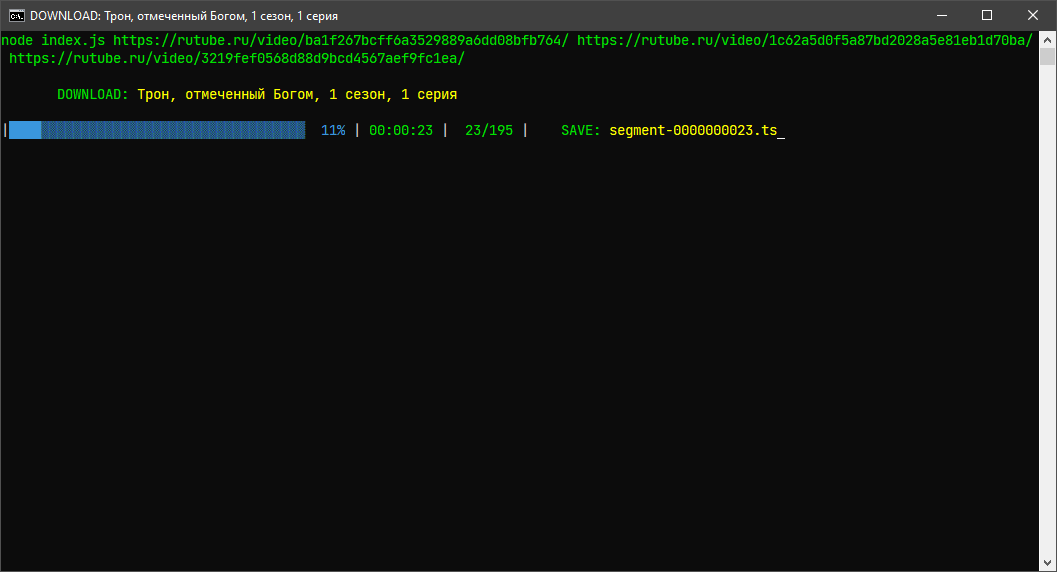 DOWNLOAD: Трон, отмеченный Богом, 1 сезон, 1 серия
node index.js https://rutube.ru/video/ba1f267bcff6a3529889a6dd08bfb764/ https://rutube.ru/video/1c62a5d0f5a87bd2028a5e81eb1d70ba/
https://rutube.ru/video/3219fef0568d88d9bcd4567aef9fc1ea/
DOWNLOAD: Трон, отмеченный Богом, 1 сезон, 1 серия
| 11% | 00:00:23 | 23/195 | SAVE: segment-0000000023.ts_